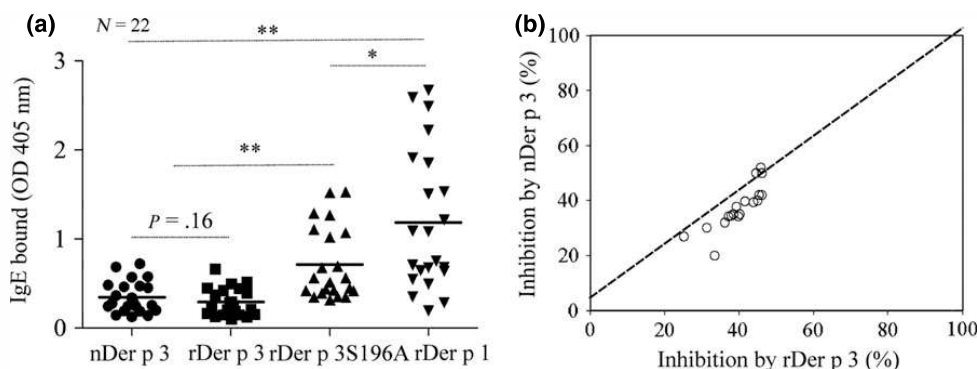 (a)
N = 22
**
*
**
P = .16
IgE bound (OD 405 nm)
3
2
1
0
nDer p 3 rDer p 3 rDer p 3S196A rDer p 1
(b)
Inhibition by nDer p 3 (%)
100
80
60
40
20
0
0 20 40 60 80 100
Inhibition by rDer p 3 (%)